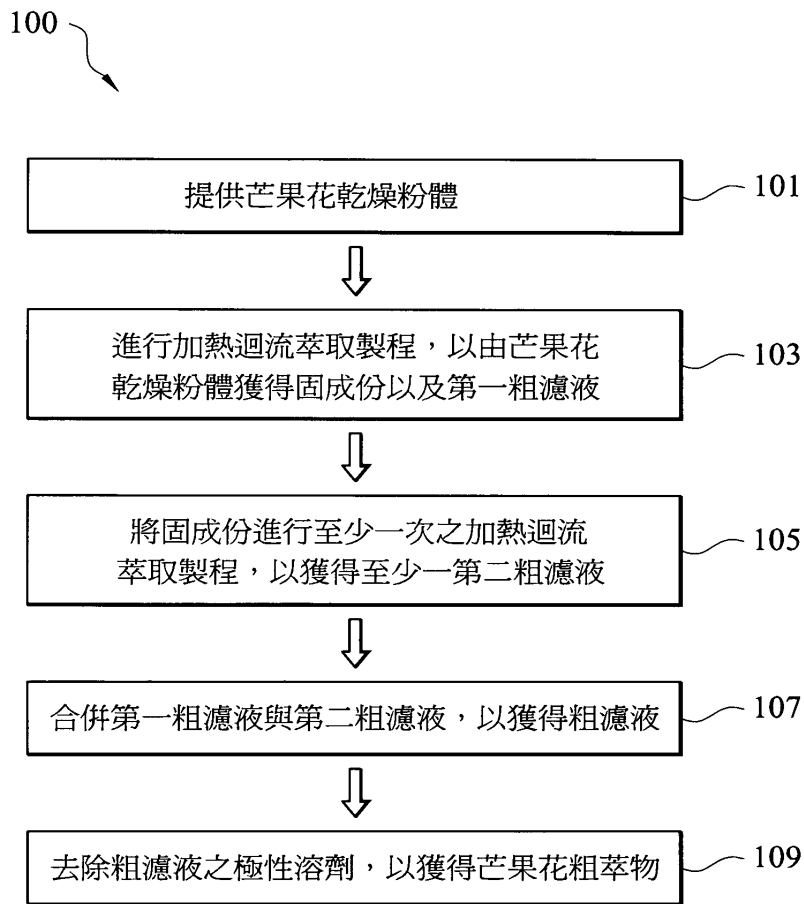 100
提供芒果花乾燥粉體
101
進行加熱迴流萃取製程，以由芒果花
乾燥粉體獲得固成份以及第一粗濾液
103
將固成份進行至少一次之加熱迴流
萃取製程，以獲得至少一第二粗濾液
105
合併第一粗濾液與第二粗濾液，以獲得粗濾液
107
去除粗濾液之極性溶劑，以獲得芒果花粗萃物
109